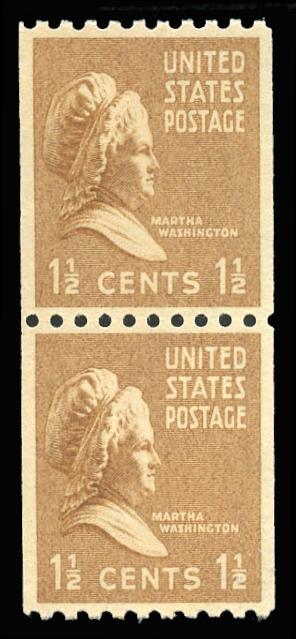 UNITED
STATES
POSTAGE
MARTHA
WASHINGTON
1½ CENTS 1½
UNITED
STATES
POSTAGE
MARTHA
WASHINGTON
1½ CENTS 1½